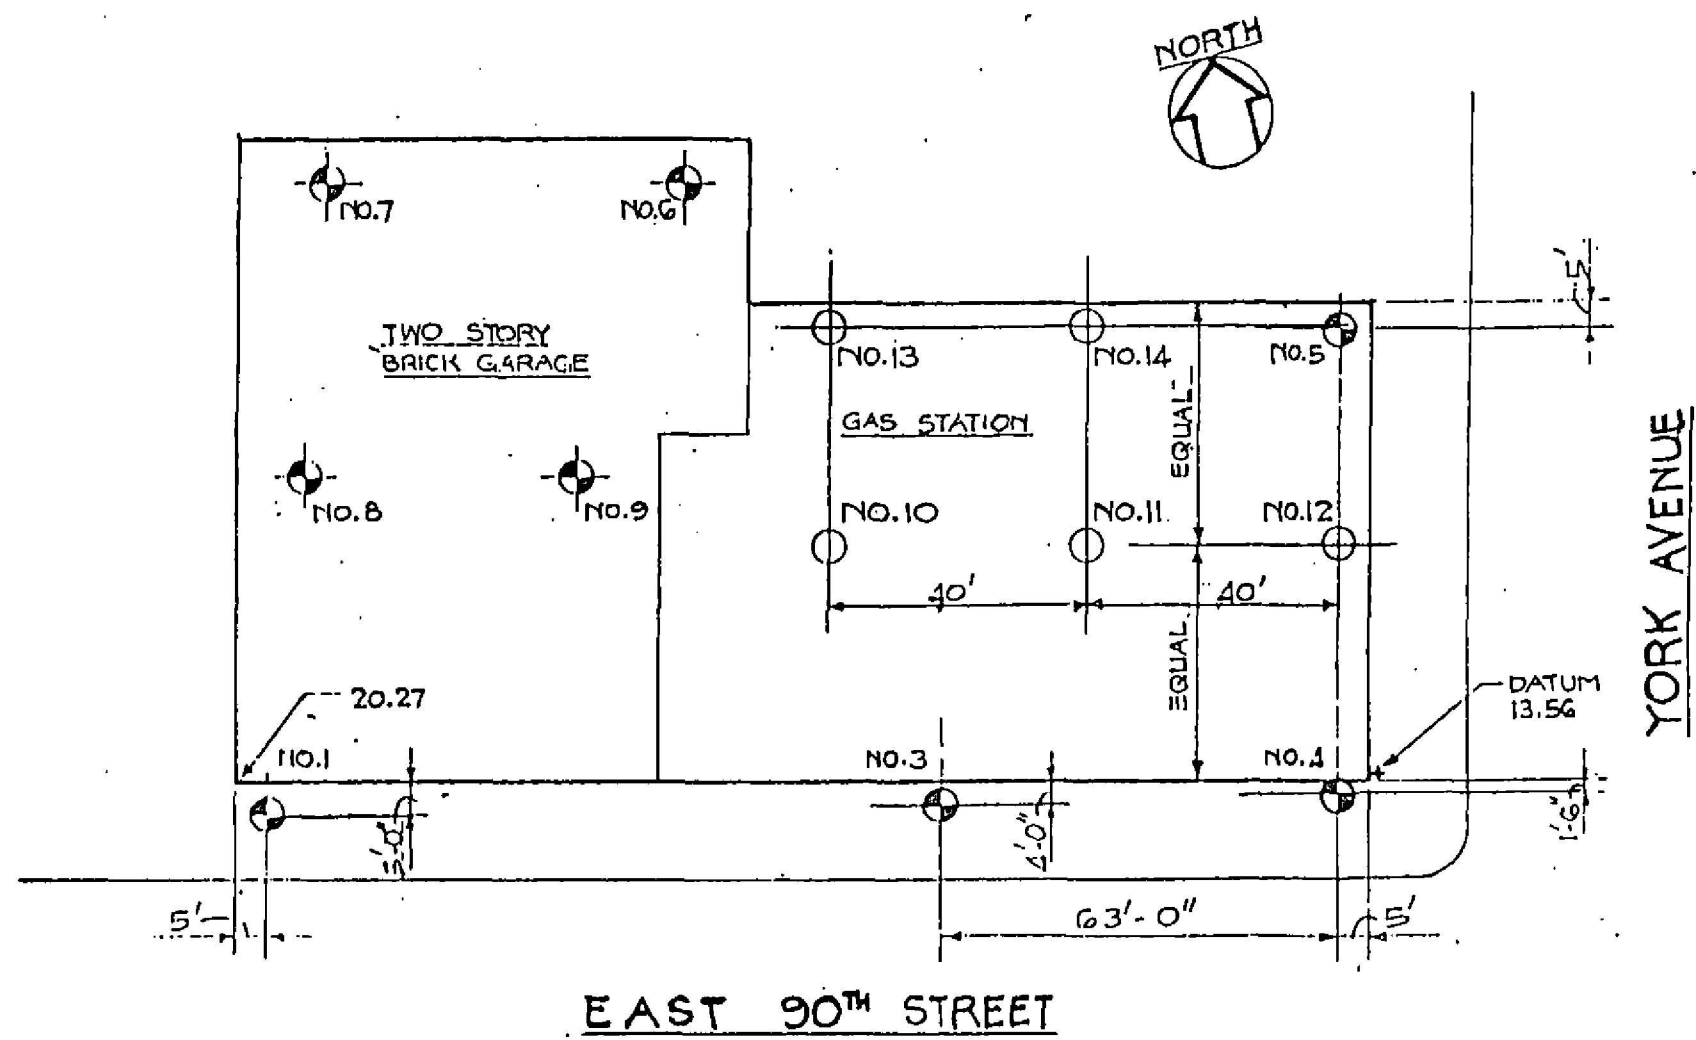 NORTH
NO.7
NO.6
5'
TWO STORY
BRICK GARAGE
NO.13
NO.14
NO.5
GAS STATION
EQUAL
NO.8
NO.9
NO.10
NO.11
NO.12
40'
40'
EQUAL
YORK AVENUE
20.27
DATUM
13.56
NO.1
NO.3
NO.4
5'-0"
4'-0"
1'-6"
5'
63'-0"
5'
EAST 90TH STREET